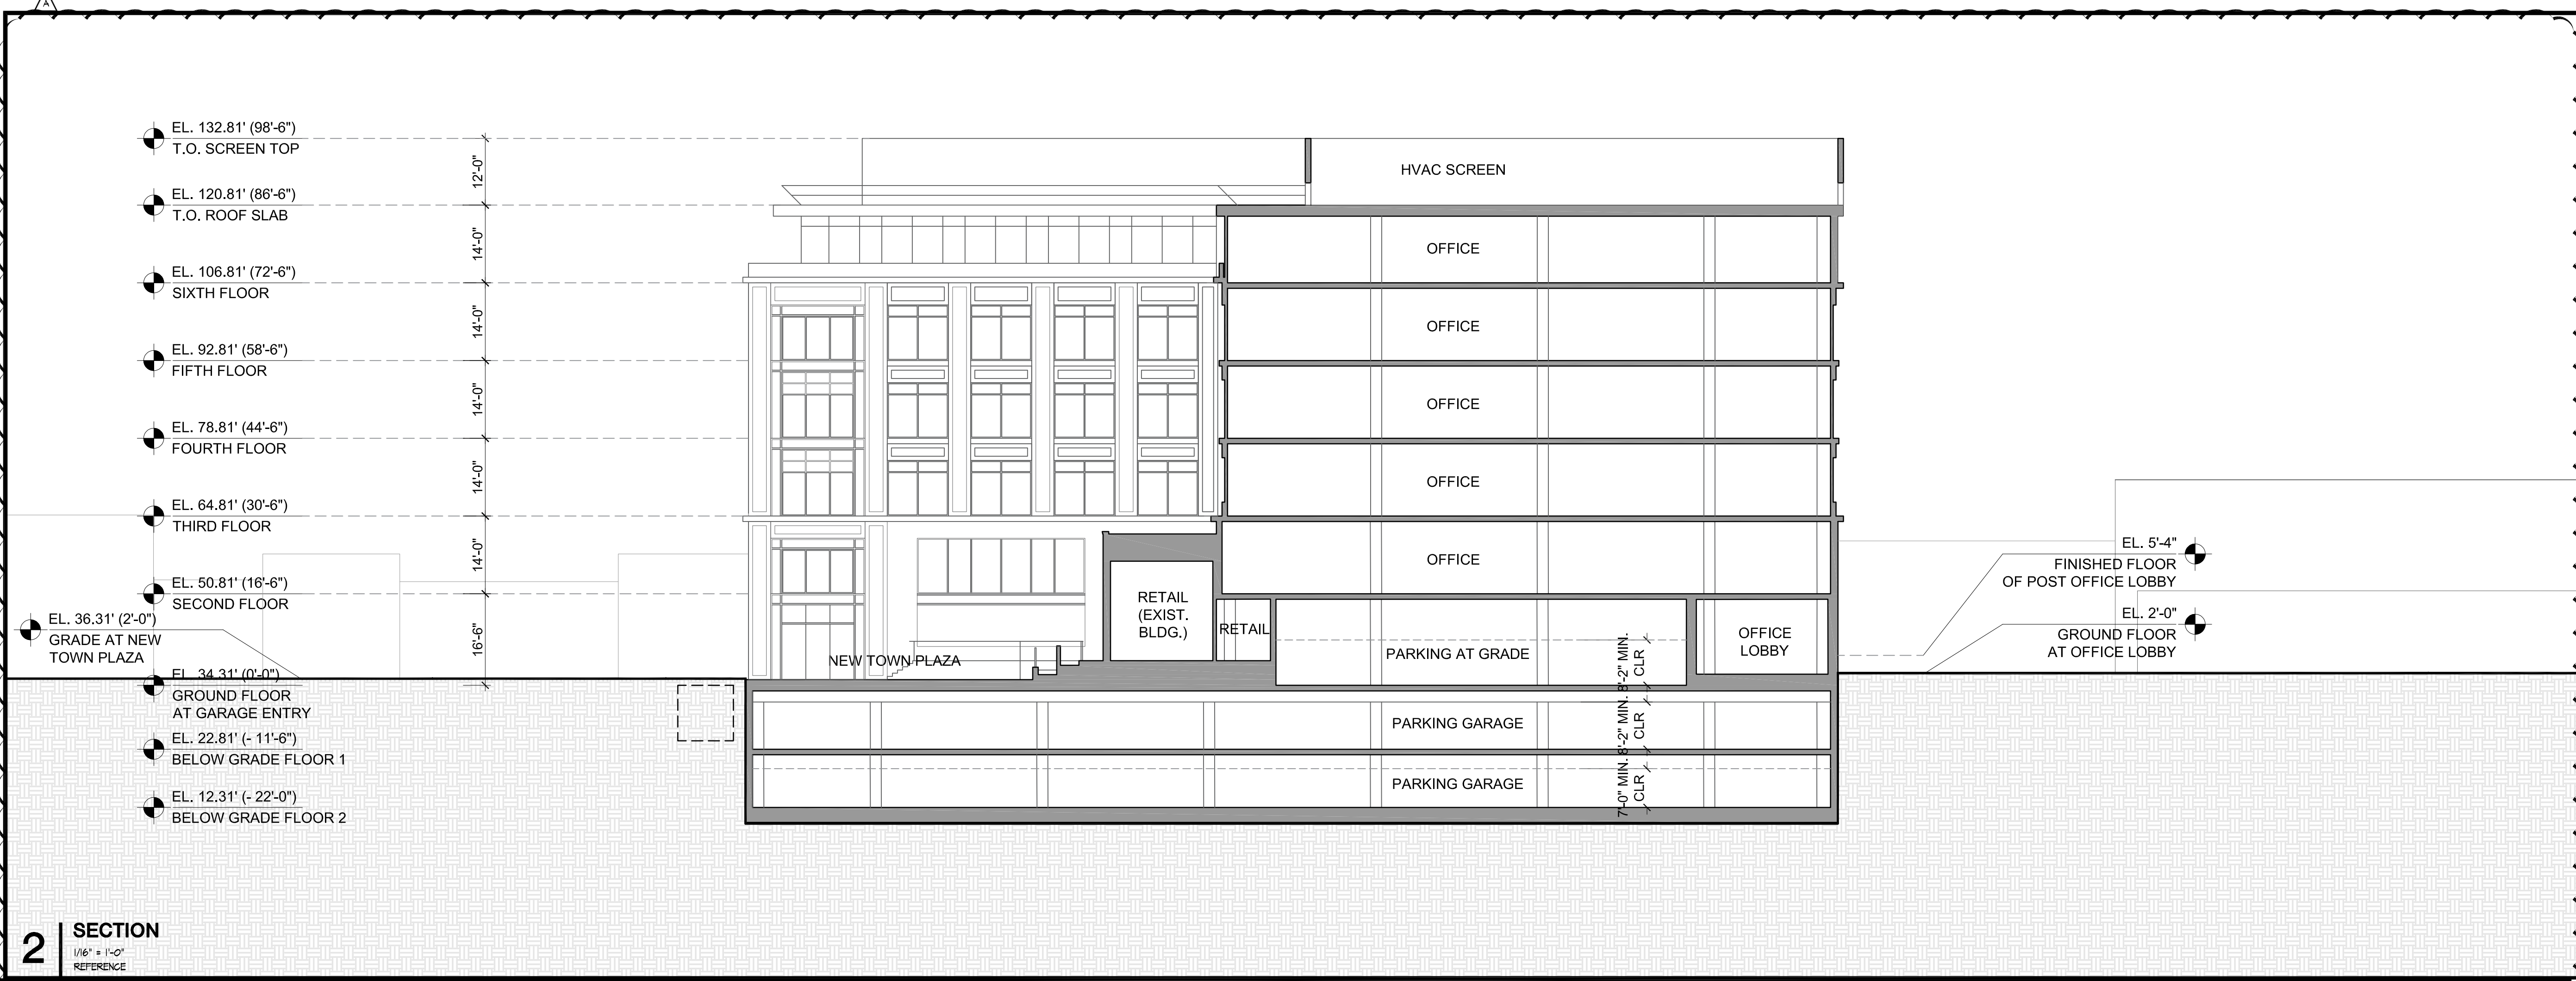 A
EL. 132.81' (98'-6")
T.O. SCREEN TOP
EL. 120.81' (86'-6")
T.O. ROOF SLAB
EL. 106.81' (72'-6")
SIXTH FLOOR
EL. 92.81' (58'-6")
FIFTH FLOOR
EL. 78.81' (44'-6")
FOURTH FLOOR
EL. 64.81' (30'-6")
THIRD FLOOR
EL. 50.81' (16'-6")
SECOND FLOOR
EL. 36.31' (2'-0")
GRADE AT NEW
TOWN PLAZA
EL. 34.31' (0'-0")
GROUND FLOOR
AT GARAGE ENTRY
EL. 22.81' (- 11'-6")
BELOW GRADE FLOOR 1
EL. 12.31' (- 22'-0")
BELOW GRADE FLOOR 2
12'-0"
14'-0"
14'-0"
14'-0"
14'-0"
14'-0"
16'-6"
HVAC SCREEN
OFFICE
OFFICE
OFFICE
OFFICE
OFFICE
RETAIL
(EXIST.
BLDG.)
RETAIL
NEW TOWN PLAZA
PARKING AT GRADE
OFFICE
LOBBY
PARKING GARAGE
PARKING GARAGE
8'-2" MIN.
CLR
8'-2" MIN.
CLR
7'-0" MIN.
CLR
EL. 5'-4"
FINISHED FLOOR
OF POST OFFICE LOBBY
EL. 2'-0"
GROUND FLOOR
AT OFFICE LOBBY
2
SECTION
1/16" = 1'-0"
REFERENCE